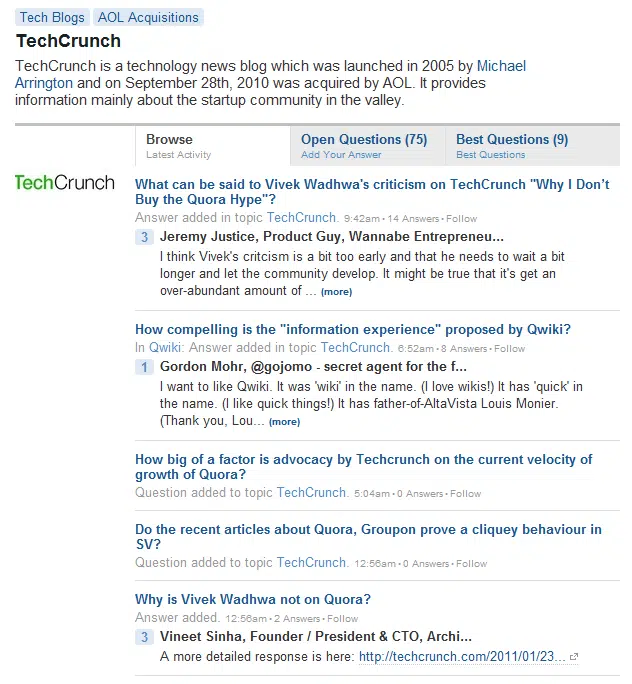 Tech Blogs AOL Acquisitions
TechCrunch
TechCrunch is a technology news blog which was launched in 2005 by Michael
Arrington and on September 28th, 2010 was acquired by AOL. It provides
information mainly about the startup community in the valley.
Browse Open Questions (75) Best Questions (9)
Latest Activity Add Your Answer Best Questions
TechCrunch
What can be said to Vivek Wadhwa's criticism on TechCrunch "Why I Don't
Buy the Quora Hype"?
Answer added in topic TechCrunch. 9:42am • 14 Answers • Follow
3 Jeremy Justice, Product Guy, Wannabe Entrepreneu...
I think Vivek's critcism is a bit too early and that he needs to wait a bit
longer and let the community develop. It might be true that it's get an
over-abundant amount of ... (more)
How compelling is the "information experience" proposed by Qwiki?
In Qwiki: Answer added in topic TechCrunch. 6:52am • 8 Answers • Follow
1 Gordon Mohr, @gojomo - secret agent for the f...
I want to like Qwiki. It was 'wiki' in the name. (I love wikis!) It has 'quick' in
the name. (I like quick things!) It has father-of-AltaVista Louis Monier.
(Thank you, Lou... (more)
How big of a factor is advocacy by Techcrunch on the current velocity of
growth of Quora?
Question added to topic TechCrunch. 5:04am • 0 Answers • Follow
Do the recent articles about Quora, Groupon prove a cliquey behaviour in
SV?
Question added to topic TechCrunch. 12:56am • 0 Answers • Follow
Why is Vivek Wadhwa not on Quora?
Answer added. 12:56am • 2 Answers • Follow
3 Vineet Sinha, Founder / President & CTO, Archi...
A more detailed response is here: http://techcrunch.com/2011/01/23...